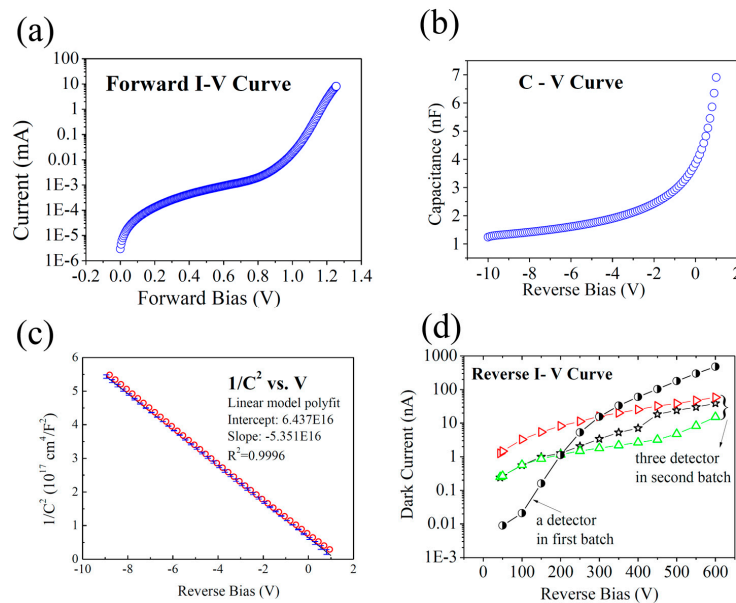 (a)
Forward I-V Curve
Current (mA)
100
10
1
0.1
0.01
1E-3
1E-4
1E-5
1E-6
-0.2 0.0 0.2 0.4 0.6 0.8 1.0 1.2 1.4
Forward Bias (V)
(b)
C - V Curve
Capacitance (nF)
7
6
5
4
3
2
1
-10 -8 -6 -4 -2 0 2
Reverse Bias (V)
(c)
1/C² vs. V
Linear model polyfit
Intercept: 6.437E16
Slope: -5.351E16
R²=0.9996
1/C² (10¹⁷ cm⁴/F²)
6
5
4
3
2
1
0
-10 -8 -6 -4 -2 0 2
Reverse Bias (V)
(d)
Reverse I- V Curve
Dark Current (nA)
1000
100
10
1
0.1
0.01
1E-3
three detector
in second batch
a detector
in first batch
0 100 200 300 400 500 600
Reverse Bias (V)